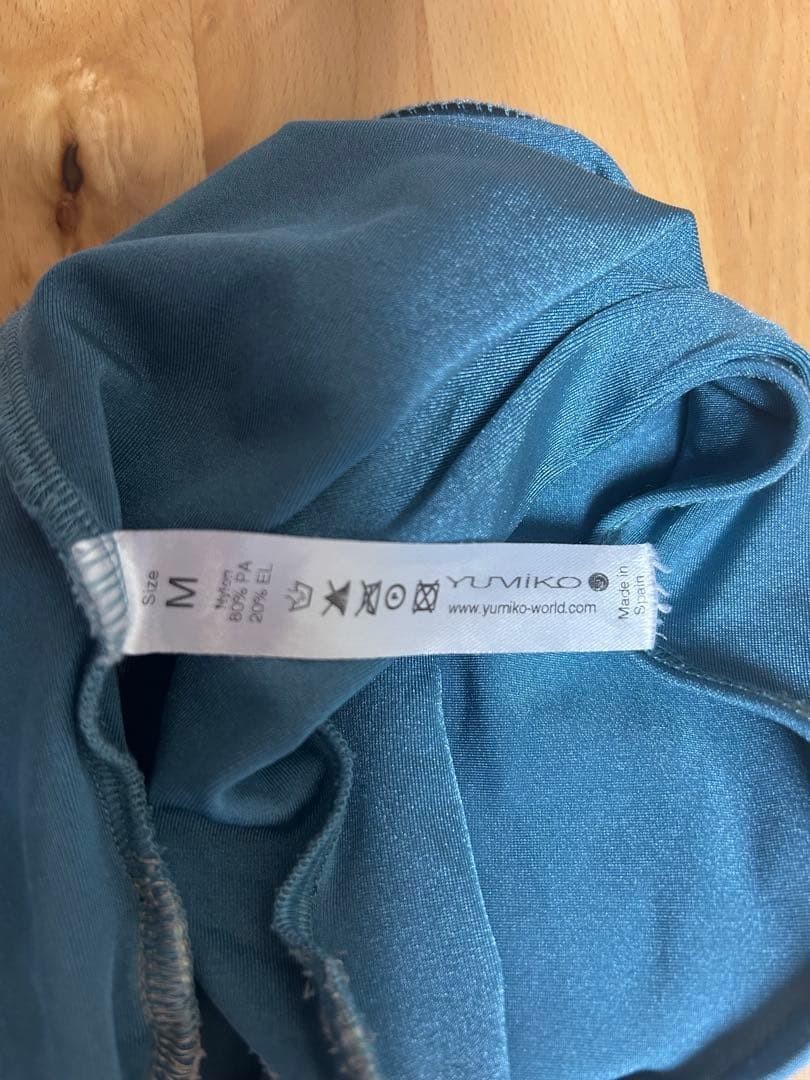 Size
M
Nylon
80% PA
20% EL
YUMIKO
www.yumiko-world.com
Made in
Spain